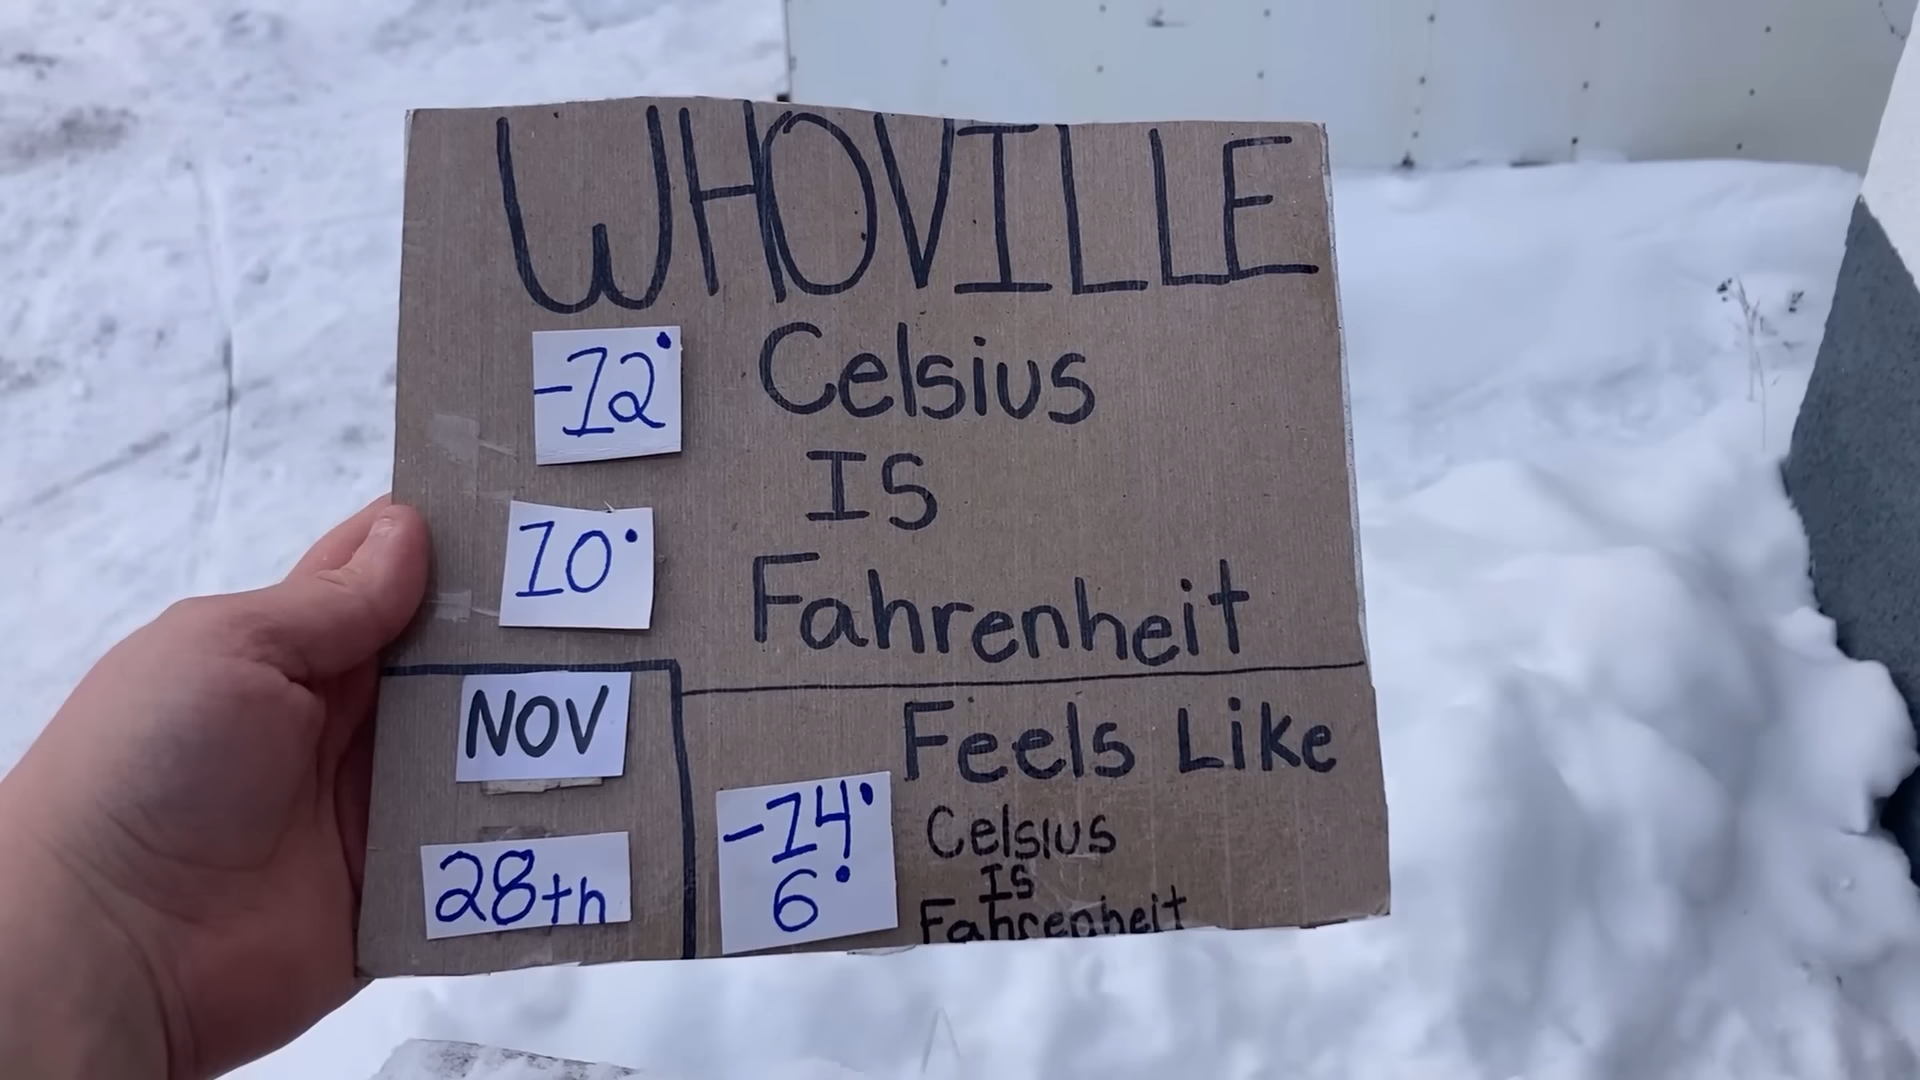 WHOVILLE
-12° Celsius
IS
10° Fahrenheit
NOV
28th
Feels Like
-14° Celsius
IS
6° Fahrenheit